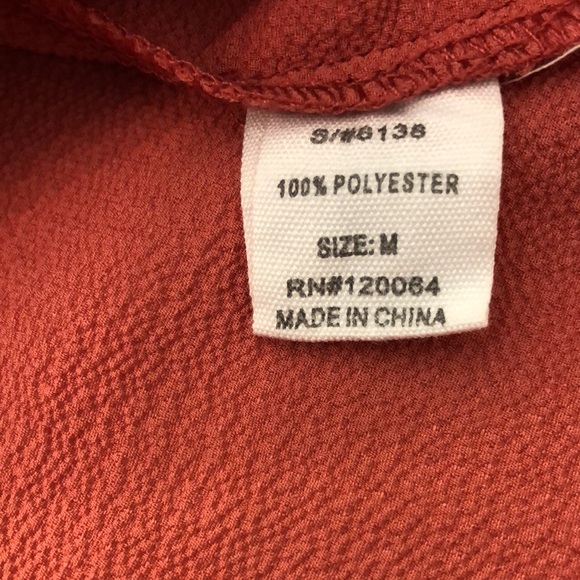 S/#6138
100% POLYESTER
SIZE: M
RN#120064
MADE IN CHINA